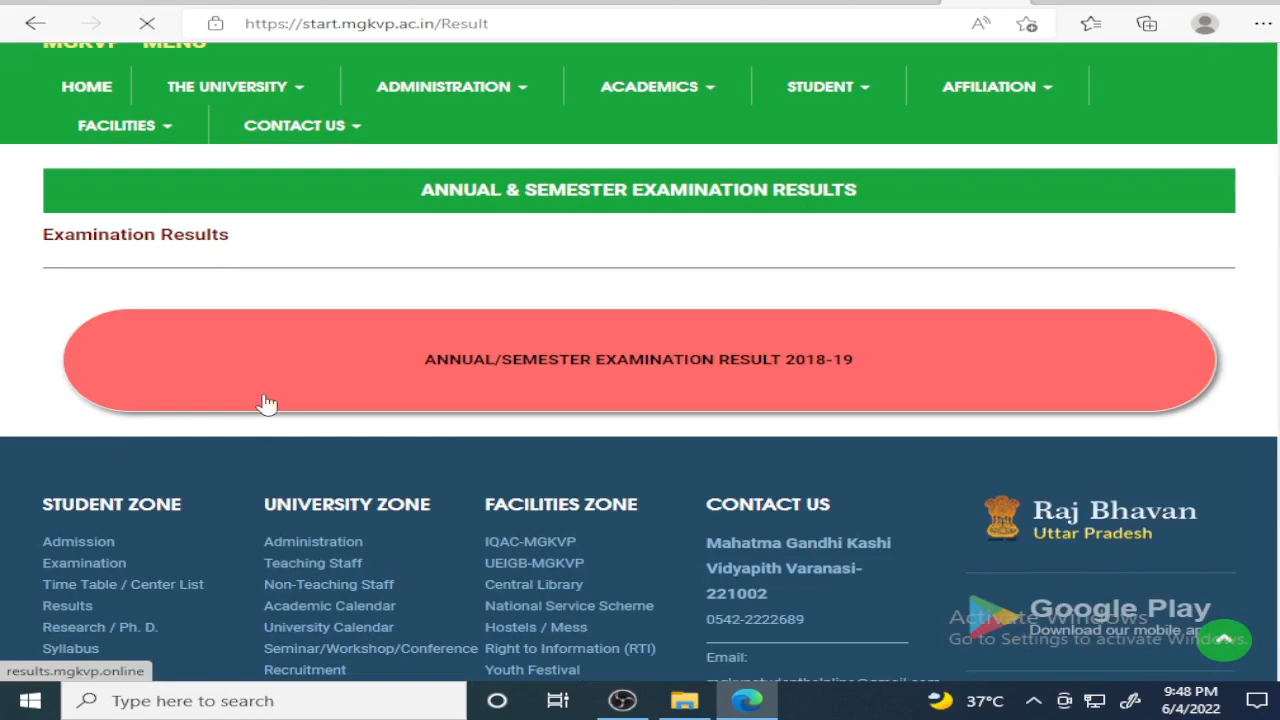 https://start.mgkvp.ac.in/Result
MGKVP MENU
HOME
THE UNIVERSITY
ADMINISTRATION
ACADEMICS
STUDENT
AFFILIATION
FACILITIES
CONTACT US
ANNUAL & SEMESTER EXAMINATION RESULTS
Examination Results
ANNUAL/SEMESTER EXAMINATION RESULT 2018-19
STUDENT ZONE
Admission
Examination
Time Table / Center List
Results
Research / Ph. D.
Syllabus
UNIVERSITY ZONE
Administration
Teaching Staff
Non-Teaching Staff
Academic Calendar
University Calendar
Seminar/Workshop/Conference
Recruitment
FACILITIES ZONE
IQAC-MGKVP
UEIGB-MGKVP
Central Library
National Service Scheme
Hostels / Mess
Right to Information (RTI)
Youth Festival
CONTACT US
Mahatma Gandhi Kashi
Vidyapith Varanasi-
221002
0542-2222689
Email:
Raj Bhavan
Uttar Pradesh
Google Play
Download our mobile
Activate Windows
Go to Settings to activate Windows.
results.mgkvp.online
Type here to search
37°C
9:48 PM
6/4/2022